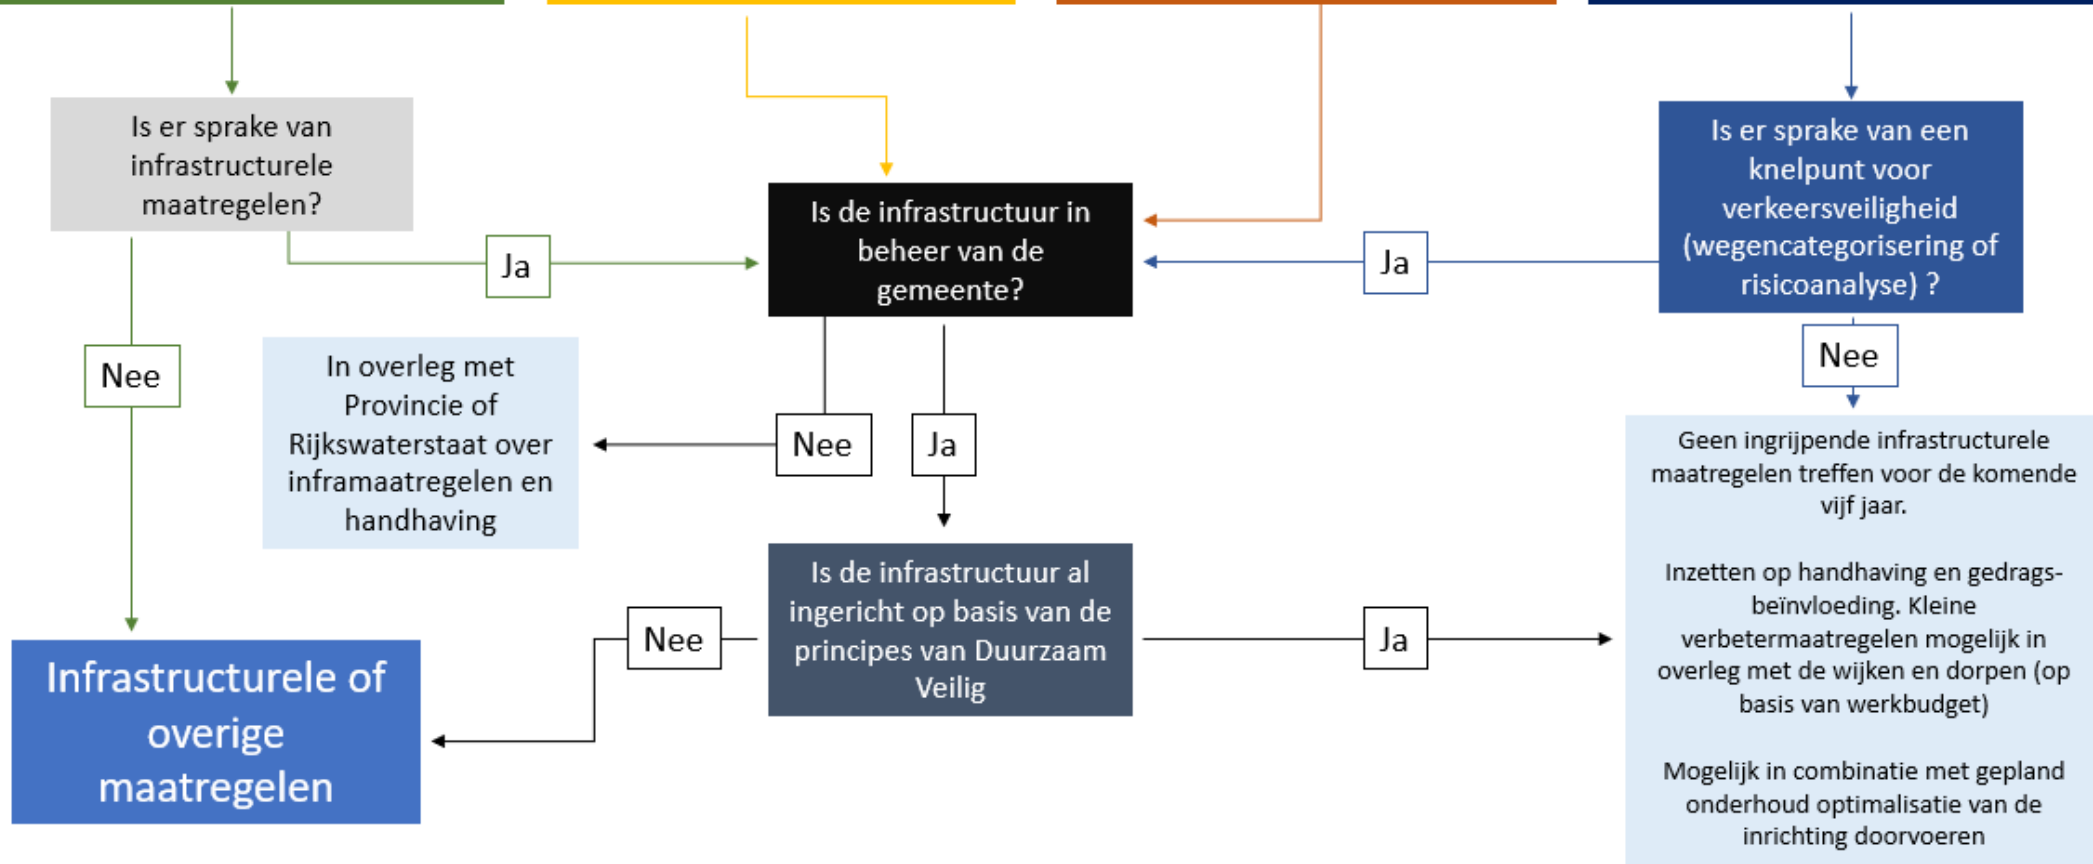 Is er sprake van
infrastructurele
maatregelen?
Is de infrastructuur in
beheer van de
gemeente?
Is er sprake van een
knelpunt voor
verkeersveiligheid
(wegencategorisering of
risicoanalyse) ?
Ja
Ja
Nee
Nee
In overleg met
Provincie of
Rijkswaterstaat over
inframaatregelen en
handhaving
Nee
Ja
Geen ingrijpende infrastructurele
maatregelen treffen voor de komende
vijf jaar.
Inzetten op handhaving en gedrags-
beïnvloeding. Kleine
verbetermaatregelen mogelijk in
overleg met de wijken en dorpen (op
basis van werkbudget)
Mogelijk in combinatie met gepland
onderhoud optimalisatie van de
inrichting doorvoeren
Is de infrastructuur al
ingericht op basis van de
principes van Duurzaam
Veilig
Nee
Ja
Infrastructurele of
overige
maatregelen